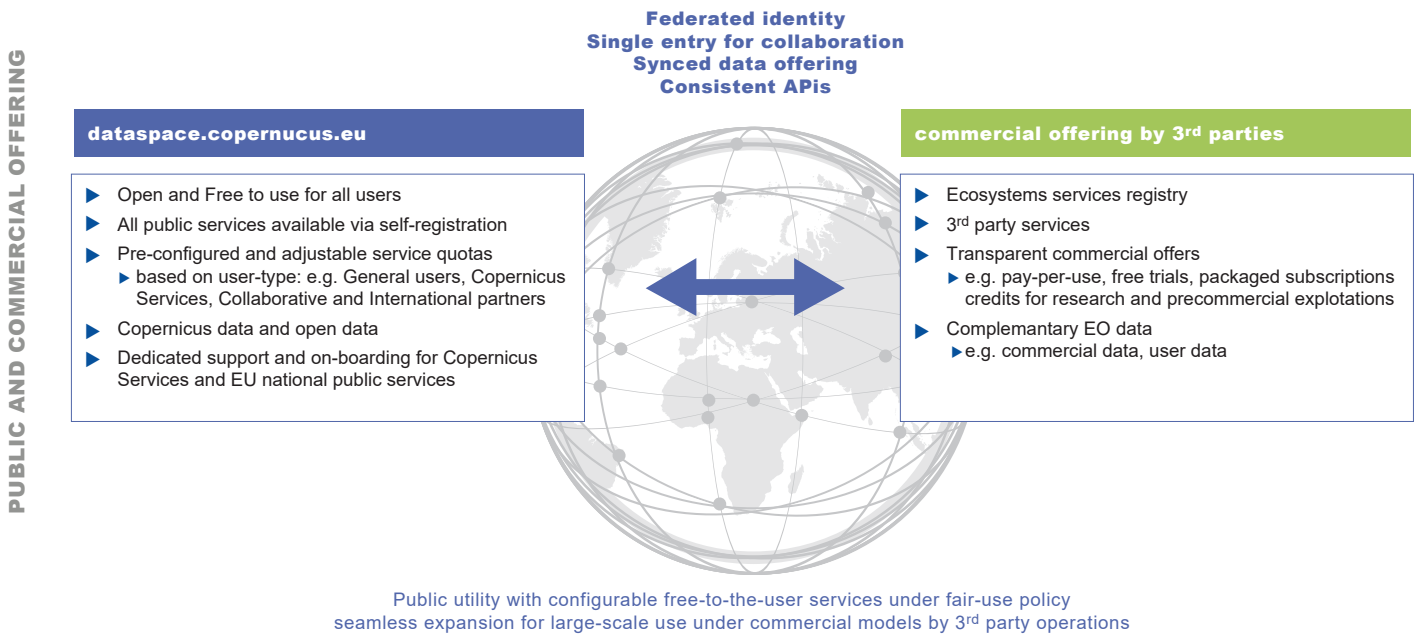 PUBLIC AND COMMERCIAL OFFERING
Federated identity
Single entry for collaboration
Synced data offering
Consistent APis
dataspace.copernucus.eu
Open and Free to use for all users
All public services available via self-registration
Pre-configured and adjustable service quotas
based on user-type: e.g. General users, Copernicus
Services, Collaborative and International partners
Copernicus data and open data
Dedicated support and on-boarding for Copernicus
Services and EU national public services
commercial offering by 3rd parties
Ecosystems services registry
3rd party services
Transparent commercial offers
e.g. pay-per-use, free trials, packaged subscriptions
credits for research and precommercial explotations
Complemantary EO data
e.g. commercial data, user data
Public utility with configurable free-to-the-user services under fair-use policy
seamless expansion for large-scale use under commercial models by 3rd party operations